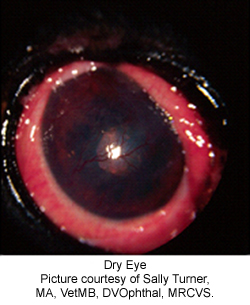 Dry Eye
Picture courtesy of Sally Turner,
MA, VetMB, DVOphthal, MRCVS.